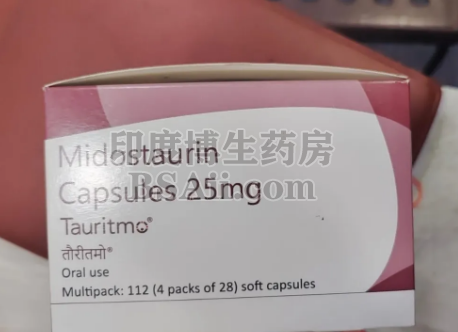 印度博生药房
Midostaurin
BSAii.com
Capsules 25mg
Tauritmo®
तौरीतमो®
Oral use
Multipack: 112 (4 packs of 28) soft capsules